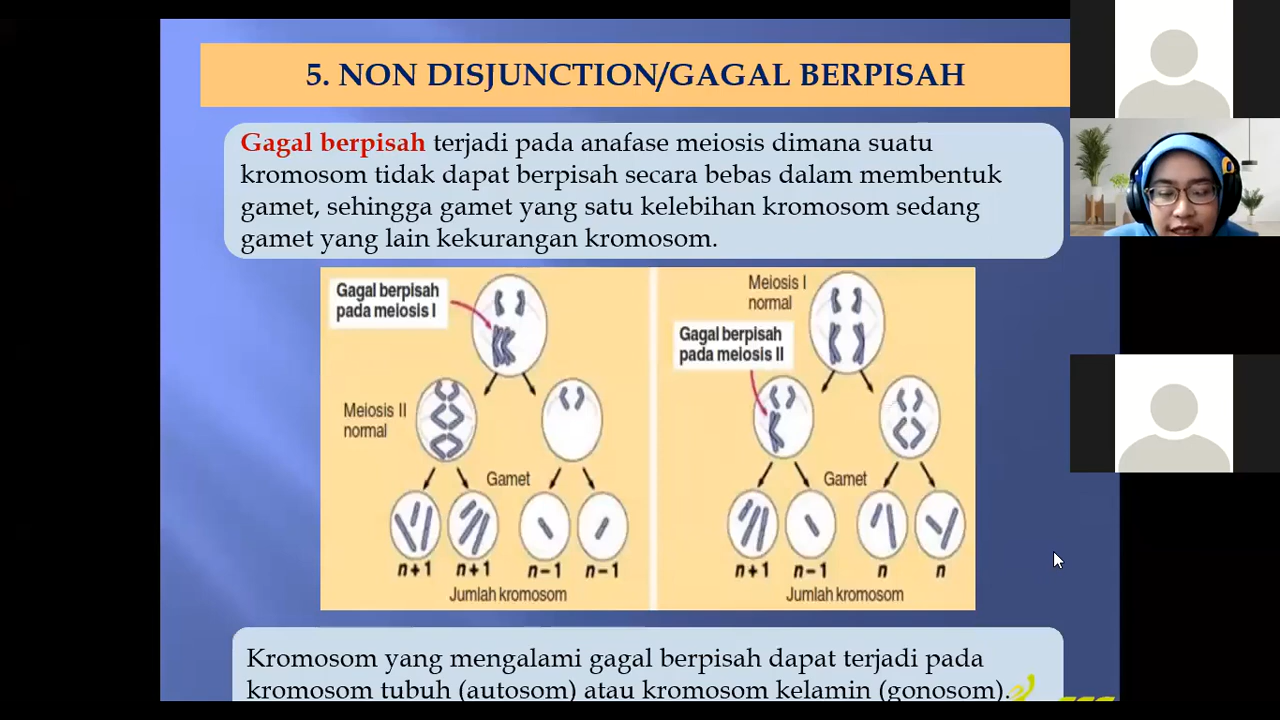 5. NON DISJUNCTION/GAGAL BERPISAH
Gagal berpisah terjadi pada anafase meiosis dimana suatu
kromosom tidak dapat berpisah secara bebas dalam membentuk
gamet, sehingga gamet yang satu kelebihan kromosom sedang
gamet yang lain kekurangan kromosom.
Gagal berpisah
pada meiosis I
Meiosis II
normal
Gamet
n+1 n+1 n-1 n-1
Jumlah kromosom
Meiosis I
normal
Gagal berpisah
pada meiosis II
Gamet
n+1 n-1 n n
Jumlah kromosom
Kromosom yang mengalami gagal berpisah dapat terjadi pada
kromosom tubuh (autosom) atau kromosom kelamin (gonosom).